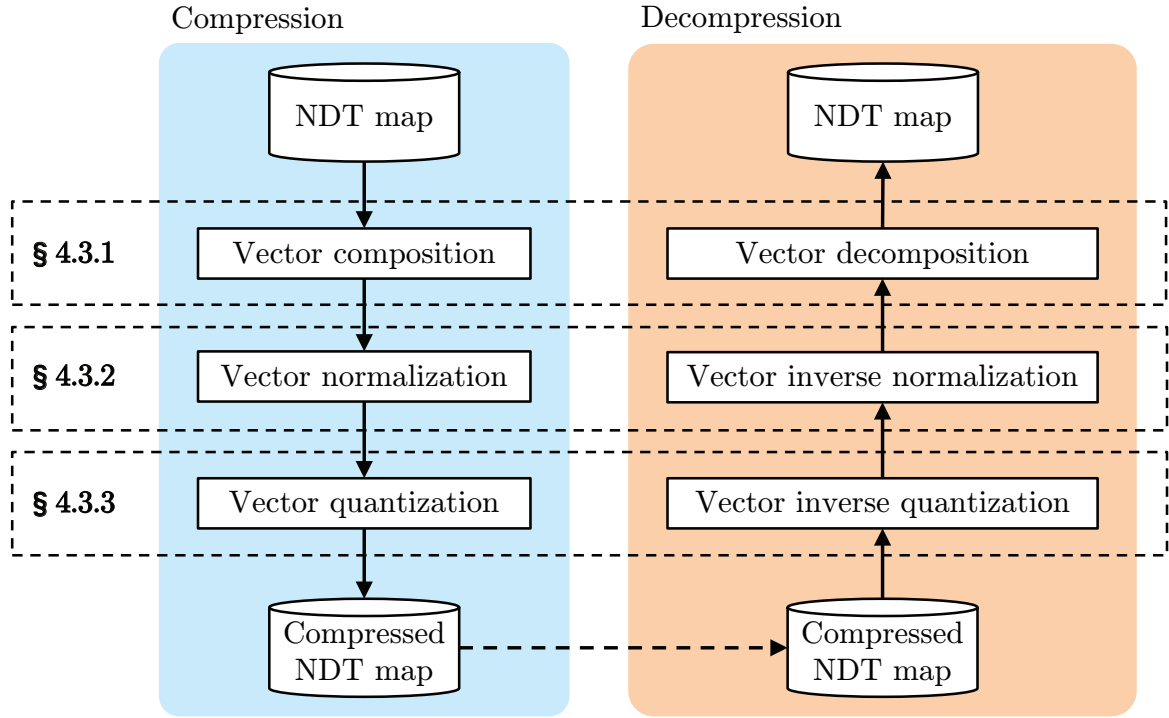 Compression
Decompression
NDT map
NDT map
§ 4.3.1
Vector composition
Vector decomposition
§ 4.3.2
Vector normalization
Vector inverse normalization
§ 4.3.3
Vector quantization
Vector inverse quantization
Compressed
NDT map
Compressed
NDT map